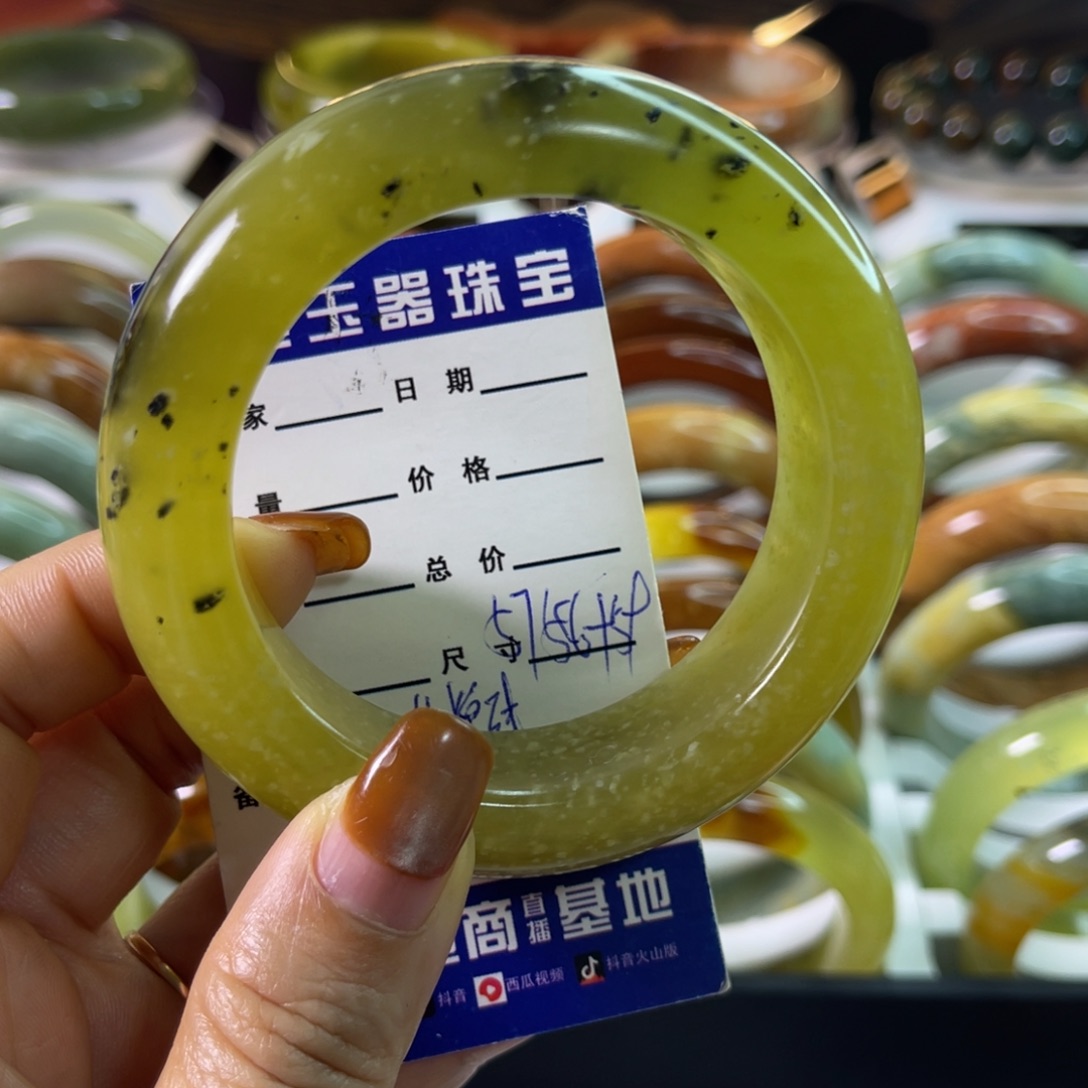 玉器珠宝
家 日期
量 价格
总价
尺寸
备
商直播基地
抖音 西瓜视频 抖音火山版